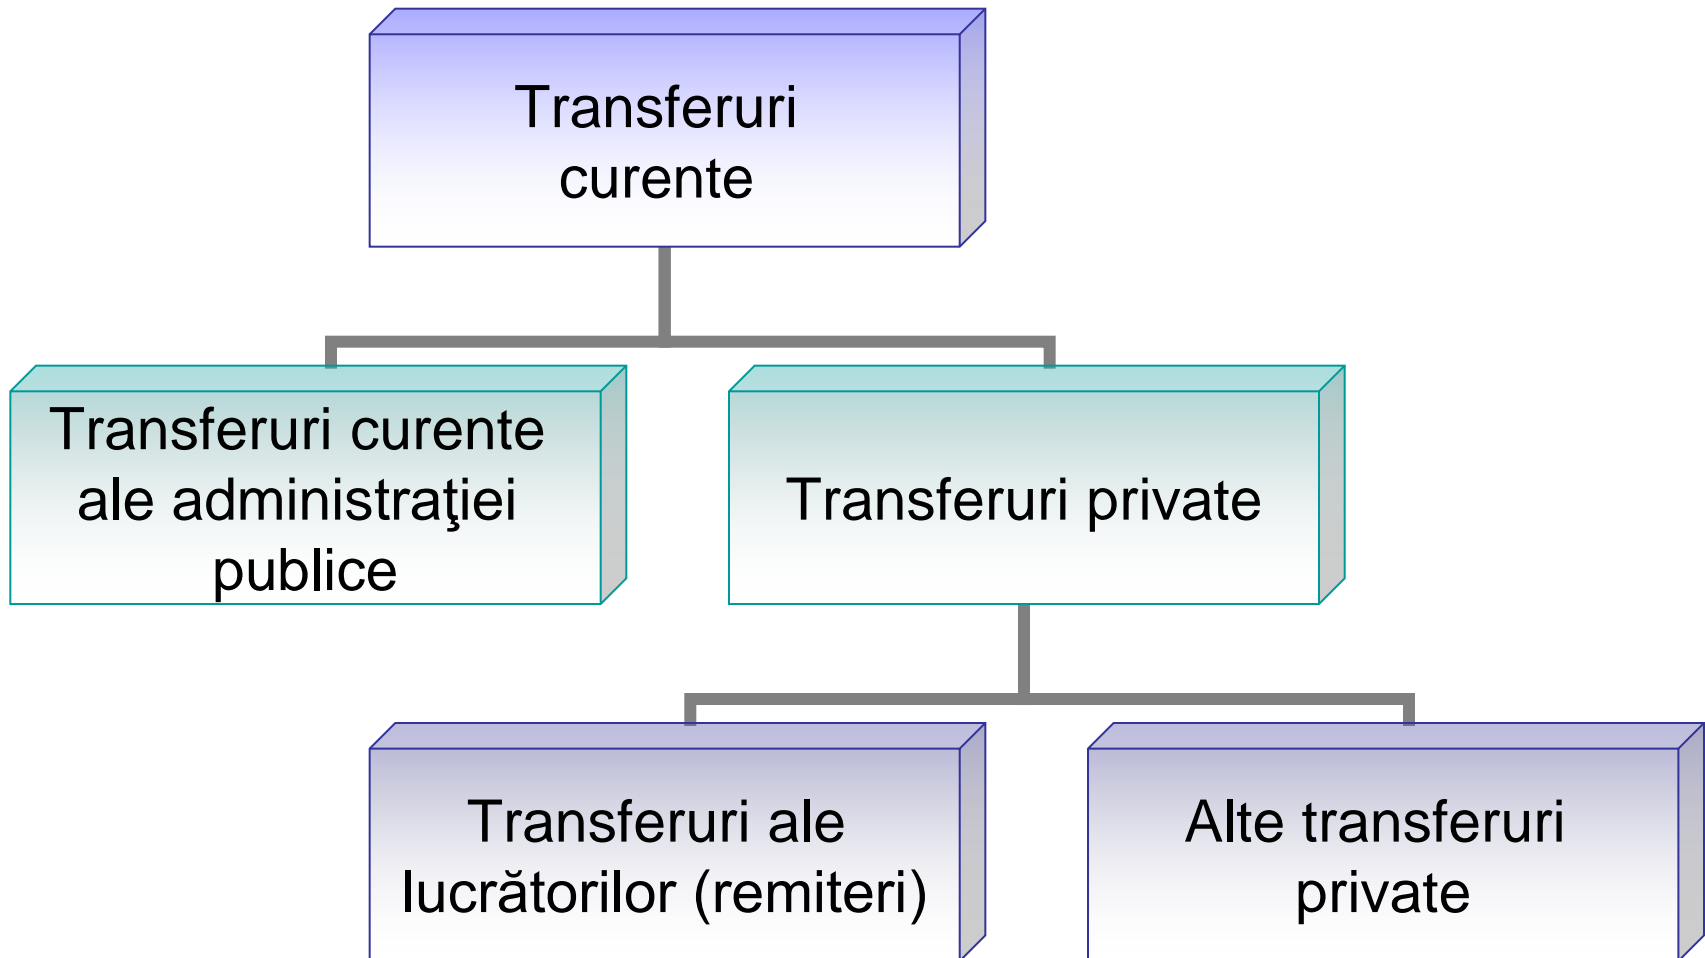 Transferuri
curente
Transferuri curente
ale administraţiei
publice
Transferuri private
Transferuri ale
lucrătorilor (remiteri)
Alte transferuri
private